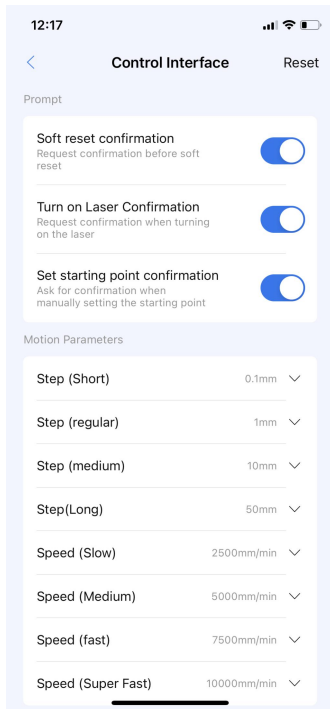 12:17
Control Interface Reset
Prompt
Soft reset confirmation
Request confirmation before soft
reset
Turn on Laser Confirmation
Request confirmation when turning
on the laser
Set starting point confirmation
Ask for confirmation when
manually setting the starting point
Motion Parameters
Step (Short) 0.1mm
Step (regular) 1mm
Step (medium) 10mm
Step(Long) 50mm
Speed (Slow) 2500mm/min
Speed (Medium) 5000mm/min
Speed (fast) 7500mm/min
Speed (Super Fast) 10000mm/min